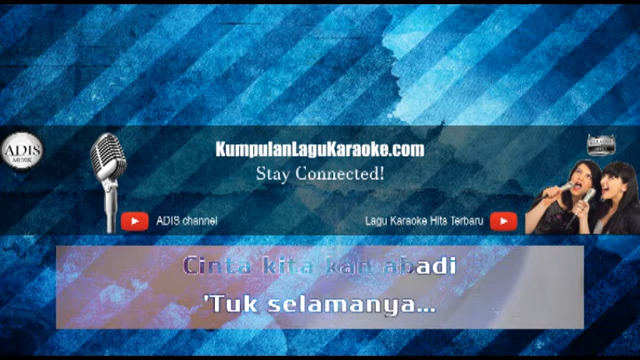 ADIS
MUSIK
KumpulanLaguKaraoke.com
Stay Connected!
ADIS channel
Lagu Karaoke Hits Terbaru
Cinta kita kan abadi
'Tuk selamanya...